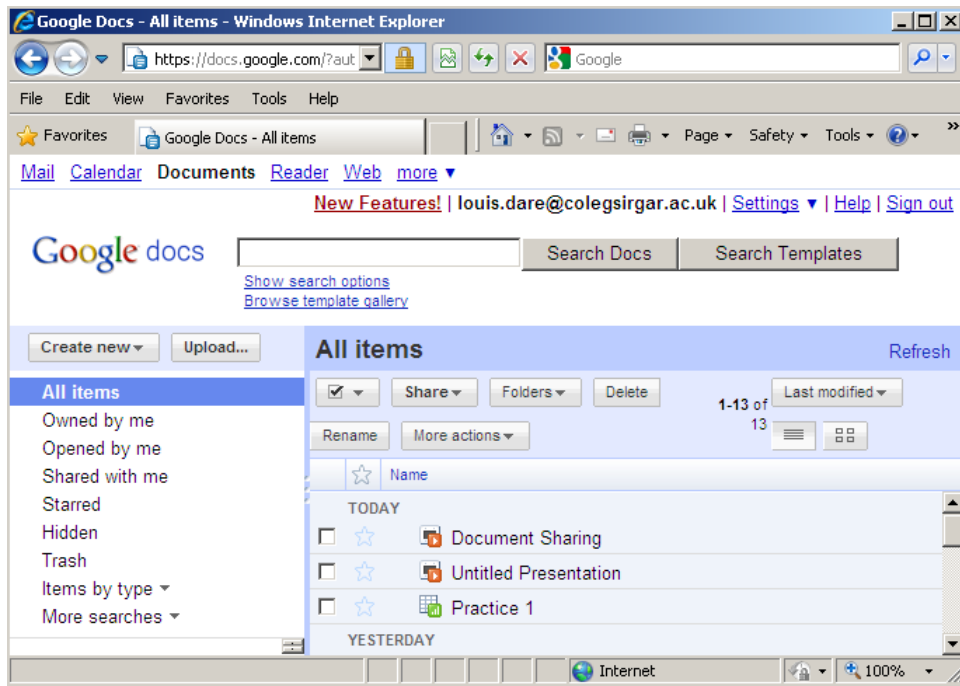 Google Docs - All items - Windows Internet Explorer
https://docs.google.com/?aut Google
File Edit View Favorites Tools Help
Favorites Google Docs - All items Page Safety Tools »
Mail Calendar Documents Reader Web more ▼
New Features! | louis.dare@colegsirgar.ac.uk | Settings ▼ | Help | Sign out
Google docs Search Docs Search Templates
Show search options
Browse template gallery
Create new Upload... All items Refresh
All items
Owned by me
Opened by me
Shared with me
Starred
Hidden
Trash
Items by type
More searches
Share Folders Delete 1-13 of 13 Last modified
Rename More actions
Name
TODAY
Document Sharing
Untitled Presentation
Practice 1
YESTERDAY
Internet 100%